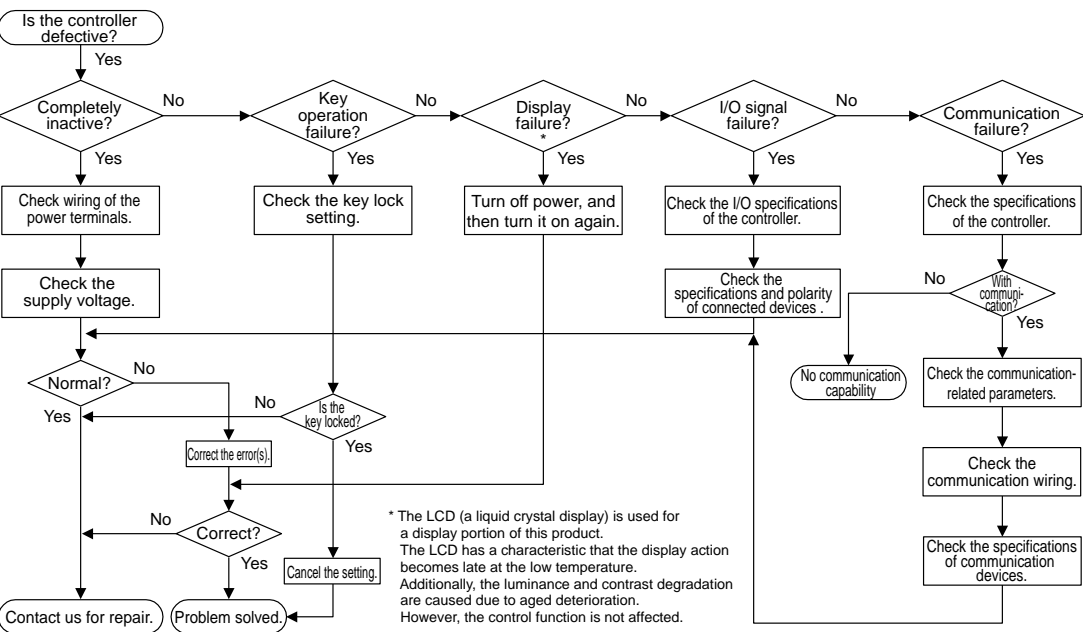 Is the controller
defective?
Yes
Completely
inactive?
No
Key
operation
failure?
No
Display
failure?
*
No
I/O signal
failure?
No
Communication
failure?
Yes
Yes
Yes
Yes
Yes
Check wiring of the
power terminals.
Check the key lock
setting.
Turn off power, and
then turn it on again.
Check the I/O specifications
of the controller.
Check the specifications
of the controller.
Check the
supply voltage.
Check the
specifications and polarity
of connected devices .
No
With
communi-
cation?
Yes
Normal?
No
Yes
No communication
capability
Check the communication-
related parameters.
No
Is the
key locked?
Yes
Correct the error(s).
Check the
communication wiring.
No
Correct?
Yes
Cancel the setting.
* The LCD (a liquid crystal display) is used for
a display portion of this product.
The LCD has a characteristic that the display action
becomes late at the low temperature.
Additionally, the luminance and contrast degradation
are caused due to aged deterioration.
However, the control function is not affected.
Check the specifications
of communication
devices.
Contact us for repair.
Problem solved.